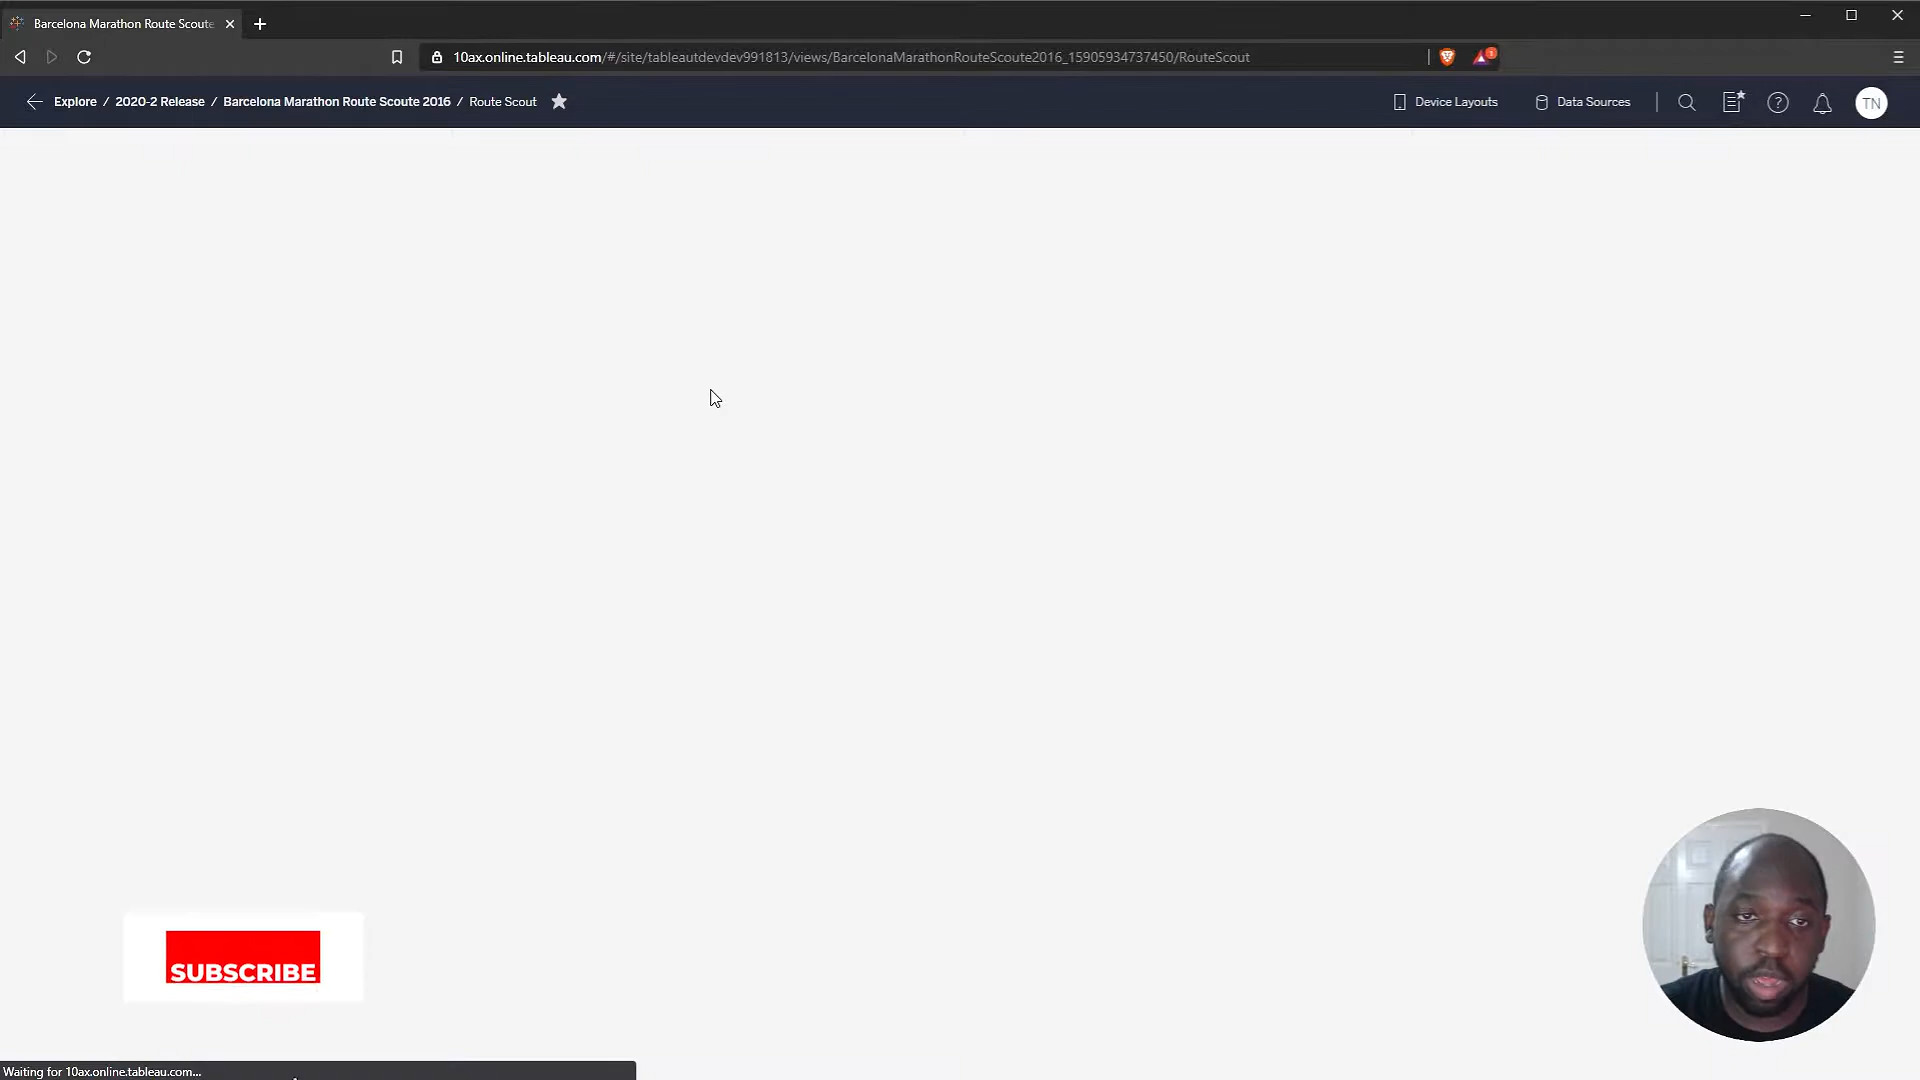 Barcelona Marathon Route Scoute
10ax.online.tableau.com/#/site/tableautdevdev991813/views/BarcelonaMarathonRouteScoute2016_15905934737450/RouteScout
1
Explore / 2020-2 Release / Barcelona Marathon Route Scoute 2016 / Route Scout
Device Layouts
Data Sources
?
TN
SUBSCRIBE
Waiting for 10ax.online.tableau.com...